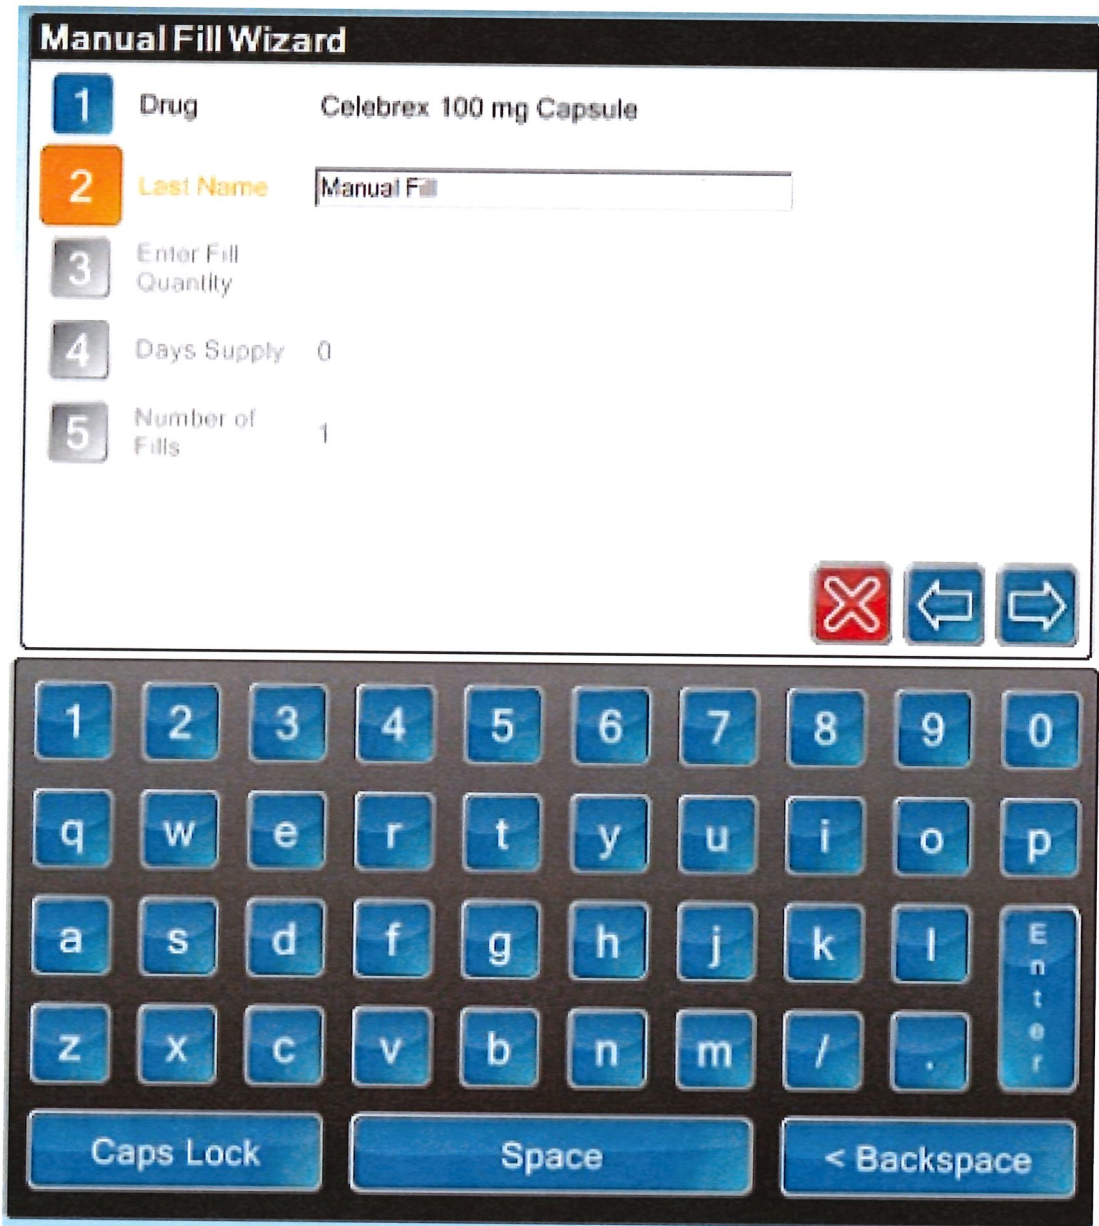 Manual Fill Wizard
1 Drug Celebrex 100 mg Capsule
2 Last Name Manual Fill
3 Enter Fill
Quantity
4 Days Supply 0
5 Number of
Fills 1
1 2 3 4 5 6 7 8 9 0
q w e r t y u i o p
a s d f g h j k l Enter
z x c v b n m / .
Caps Lock Space < Backspace